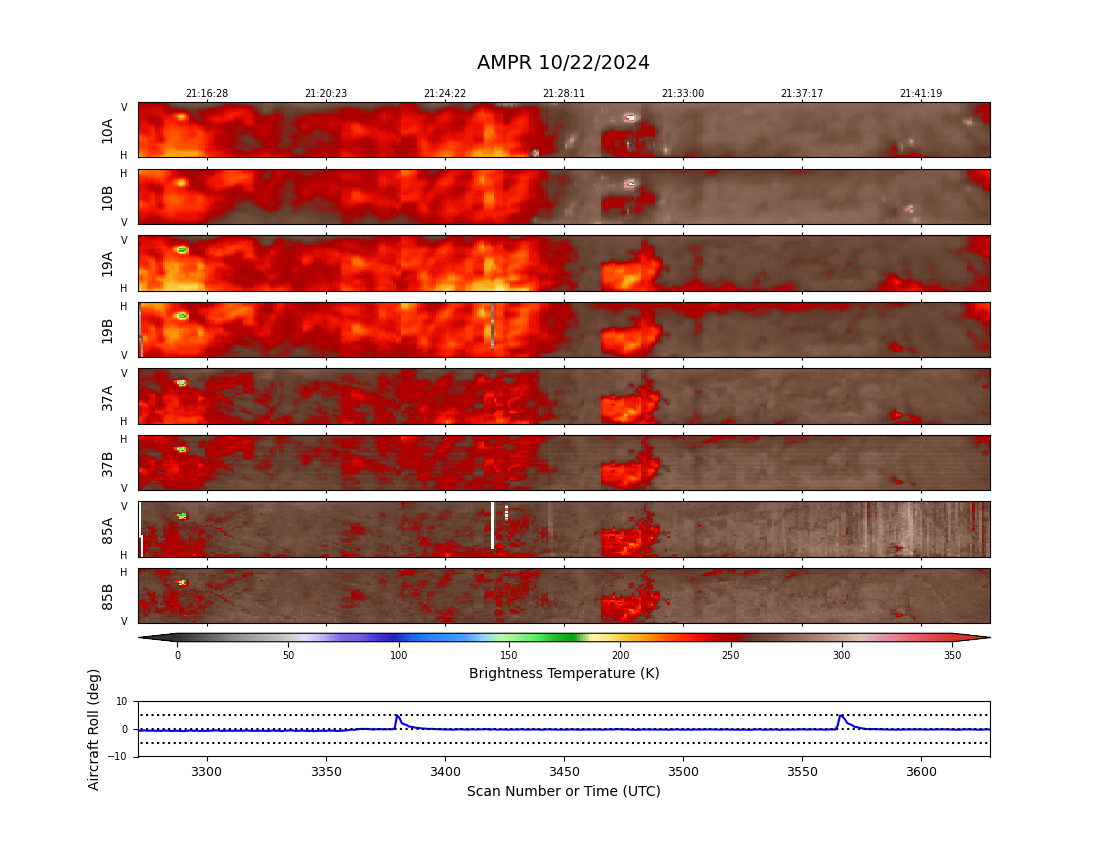 AMPR 10/22/2024
21:16:28 21:20:23 21:24:22 21:28:11 21:33:00 21:37:17 21:41:19
V
10A
H
H
10B
V
V
19A
H
H
19B
V
V
37A
H
H
37B
V
V
85A
H
H
85B
V
0 50 100 150 200 250 300 350
Brightness Temperature (K)
Aircraft Roll (deg)
10
0
−10
3300 3350 3400 3450 3500 3550 3600
Scan Number or Time (UTC)